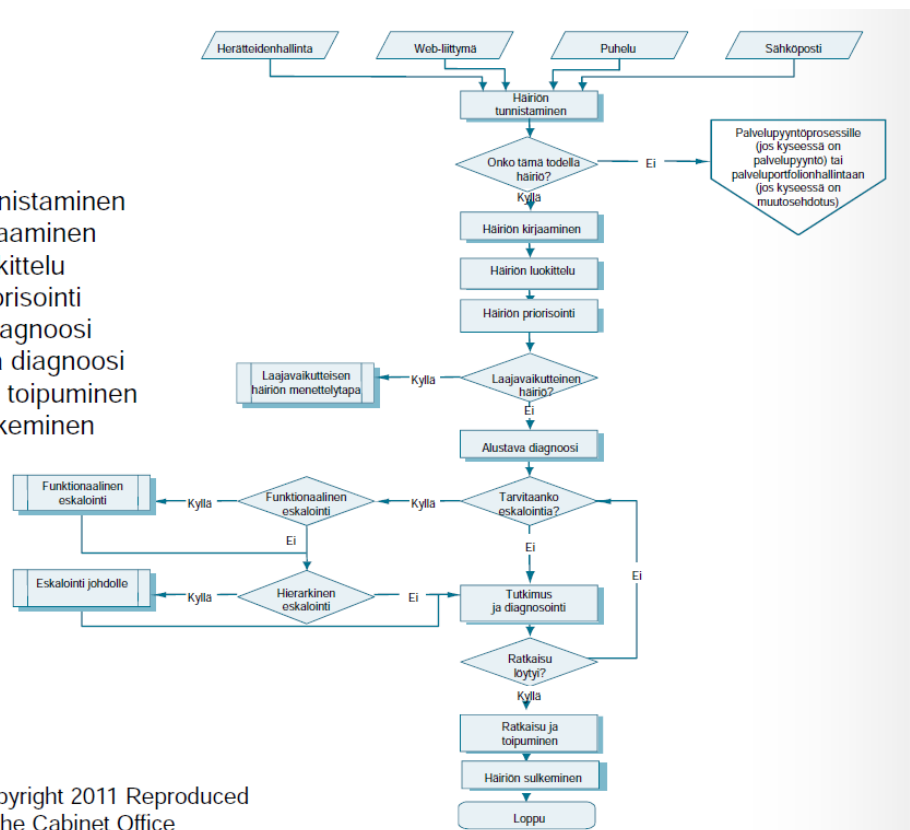 Herätteidenhallinta
Web-liittymä
Puhelu
Sähköposti
Häiriön
tunnistaminen
Onko tämä todella
häiriö?
Ei
Palvelupyyntöprosessille
(jos kyseessä on
palvelupyyntö) tai
palveluportfolionhallintaan
(jos kyseessä on
muutosehdotus)
Kyllä
nistaminen
aaminen
kittelu
orisointi
agnoosi
a diagnoosi
toipuminen
keminen
Häiriön kirjaaminen
Häiriön luokittelu
Häiriön priorisointi
Laajavaikutteisen
häiriön menettelytapa
Kyllä
Laajavaikutteinen
häiriö?
Ei
Alustava diagnoosi
Funktionaalinen
eskalointi
Kyllä
Funktionaalinen
eskalointi
Kyllä
Tarvitaanko
eskalointia?
Ei
Ei
Ei
Eskalointi johdolle
Kyllä
Hierarkinen
eskalointi
Ei
Tutkimus
ja diagnosointi
Ratkaisu
löytyi?
Kyllä
Ratkaisu ja
toipuminen
Häiriön sulkeminen
Loppu
pyright 2011 Reproduced
he Cabinet Office